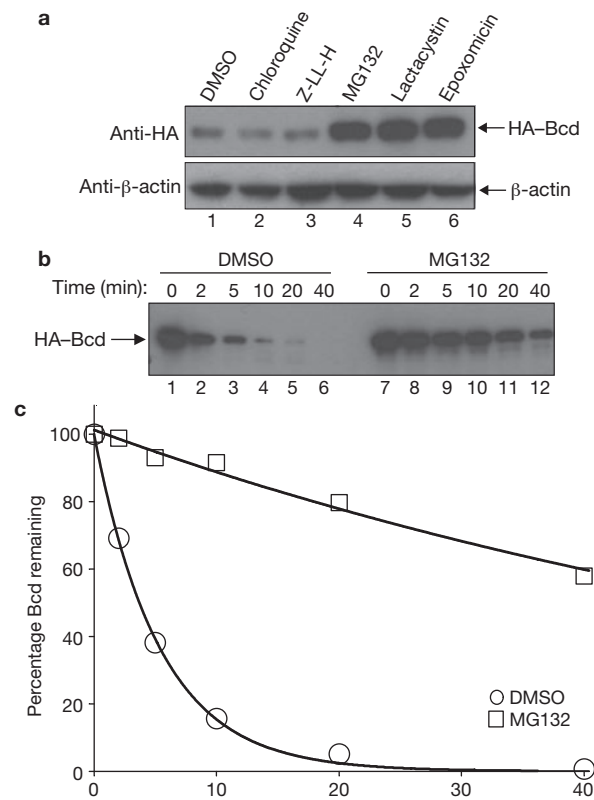 a
DMSO
Chloroquine
Z-LL-H
MG132
Lactacystin
Epoxomicin
Anti-HA
HA–Bcd
Anti-β-actin
β-actin
1 2 3 4 5 6
b
DMSO MG132
Time (min): 0 2 5 10 20 40 0 2 5 10 20 40
HA–Bcd
1 2 3 4 5 6 7 8 9 10 11 12
c
Percentage Bcd remaining
100
80
60
40
20
0
DMSO
MG132
0 10 20 30 40